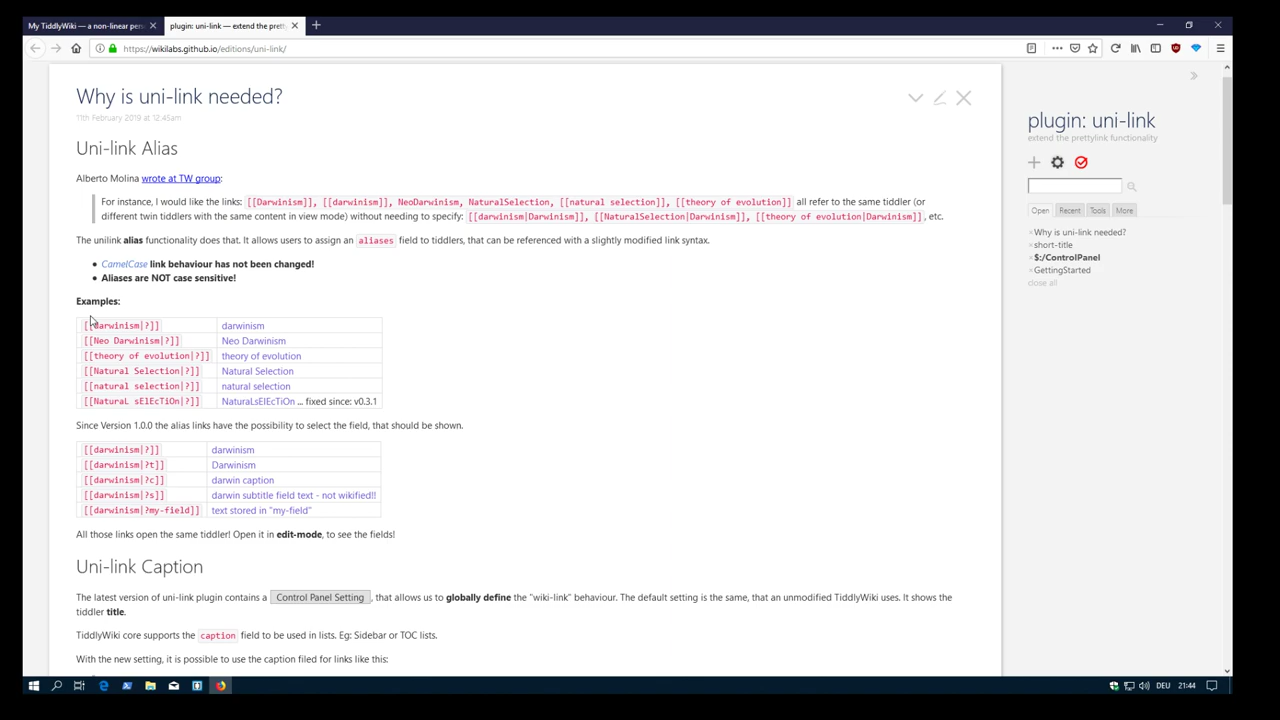 My TiddlyWiki — a non-linear pers
plugin: uni-link — extend the prett
https://wikilabs.github.io/editions/uni-link/
Why is uni-link needed?
11th February 2019 at 12:45am
Uni-link Alias
Alberto Molina wrote at TW group:
For instance, I would like the links: [[Darwinism]], [[darwinism]], NeoDarwinism, NaturalSelection, [[natural selection]], [[theory of evolution]] all refer to the same tiddler (or
different twin tiddlers with the same content in view mode) without needing to specify: [[darwinism|Darwinism]], [[NaturalSelection|Darwinism]], [[theory of evolution|Darwinism]], etc.
The unilink alias functionality does that. It allows users to assign an aliases field to tiddlers, that can be referenced with a slightly modified link syntax.
CamelCase link behaviour has not been changed!
Aliases are NOT case sensitive!
Examples:
[[darwinism|?]] darwinism
[[Neo Darwinism|?]] Neo Darwinism
[[theory of evolution|?]] theory of evolution
[[Natural Selection|?]] Natural Selection
[[natural selection|?]] natural selection
[[NaturaL sElEcTiOn|?]] NaturaLsElEcTiOn ... fixed since: v0.3.1
Since Version 1.0.0 the alias links have the possibility to select the field, that should be shown.
[[darwinism|?]] darwinism
[[darwinism|?t]] Darwinism
[[darwinism|?c]] darwin caption
[[darwinism|?s]] darwin subtitle field text - not wikified!!
[[darwinism|?my-field]] text stored in "my-field"
All those links open the same tiddler! Open it in edit-mode, to see the fields!
Uni-link Caption
The latest version of uni-link plugin contains a Control Panel Setting, that allows us to globally define the "wiki-link" behaviour. The default setting is the same, that an unmodified TiddlyWiki uses. It shows the
tiddler title.
TiddlyWiki core supports the caption field to be used in lists. Eg: Sidebar or TOC lists.
With the new setting, it is possible to use the caption filed for links like this:
plugin: uni-link
extend the prettylink functionality
Open Recent Tools More
×Why is uni-link needed?
×short-title
×$:/ControlPanel
×GettingStarted
close all
DEU 21:44